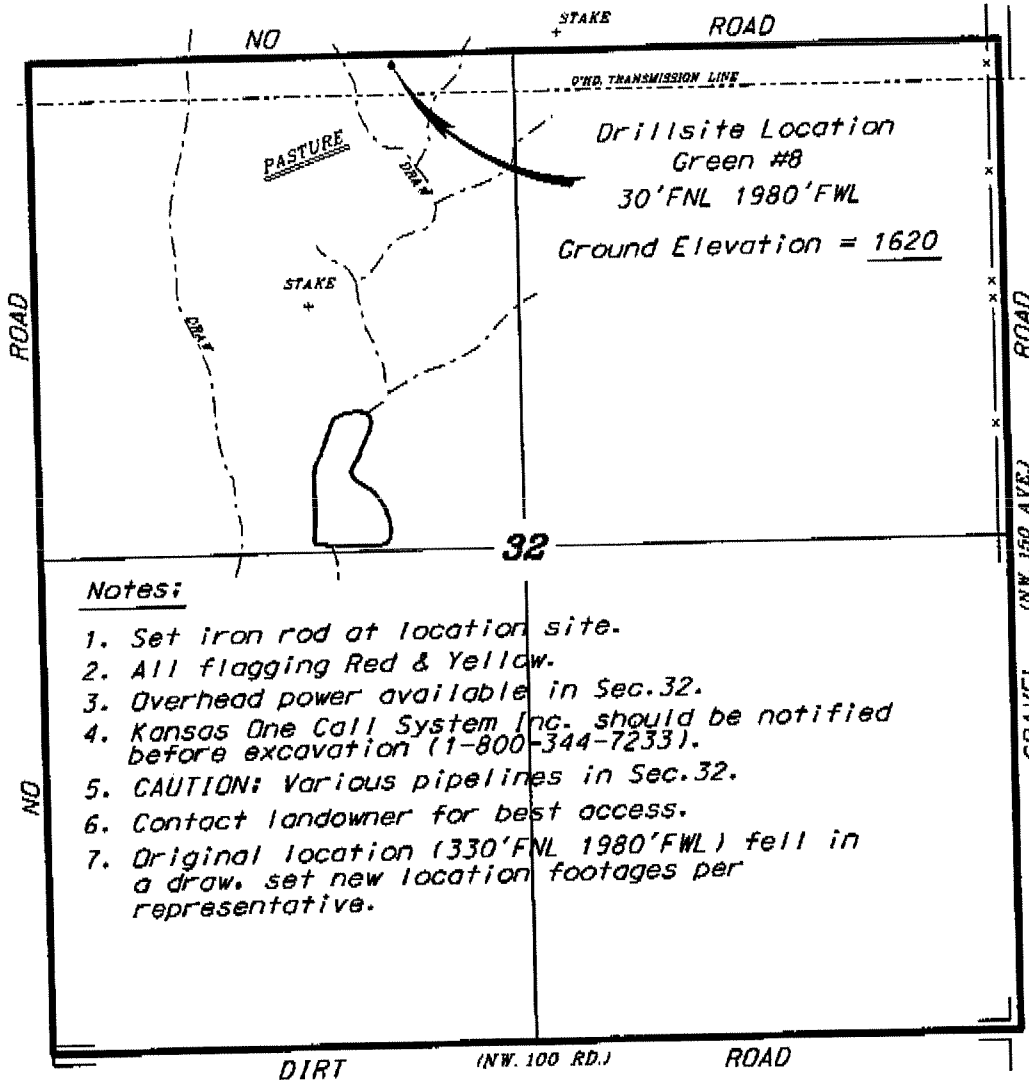 STAKE
NO ROAD
O'HD. TRANSMISSION LINE
PASTURE
DRAW
Drillsite Location
Green #8
30'FNL 1980'FWL
Ground Elevation = 1620
STAKE
DRAW
ROAD
ROAD
32
(NW. 150 AVE.)
GRAVEL
NO
Notes:
1. Set iron rod at location site.
2. All flagging Red & Yellow.
3. Overhead power available in Sec.32.
4. Kansas One Call System Inc. should be notified
before excavation (1-800-344-7233).
5. CAUTION: Various pipelines in Sec.32.
6. Contact landowner for best access.
7. Original location (330'FNL 1980'FWL) fell in
a draw. set new location footages per
representative.
DIRT (NW. 100 RD.) ROAD